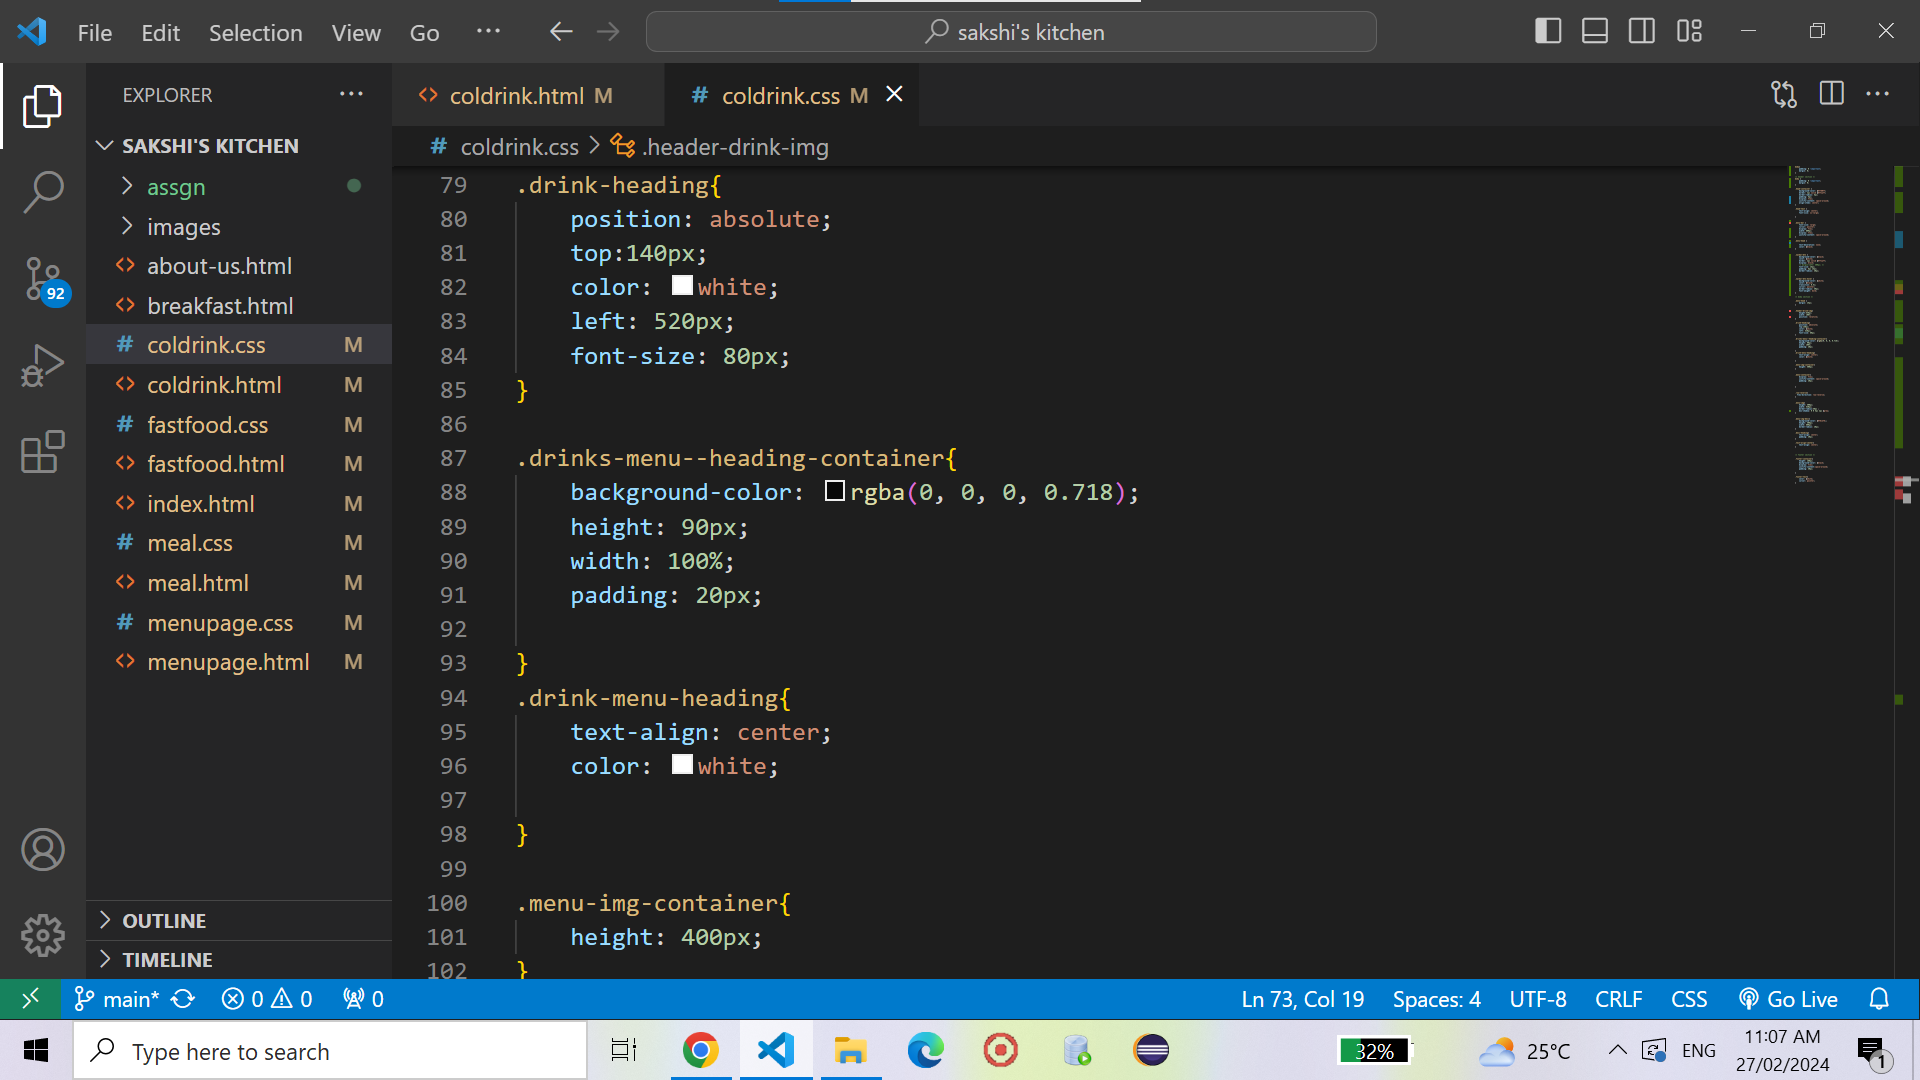 File Edit Selection View Go ··· sakshi's kitchen
EXPLORER ···
SAKSHI'S KITCHEN
assgn
images
about-us.html
breakfast.html
coldrink.css M
coldrink.html M
fastfood.css M
fastfood.html M
index.html M
meal.css M
meal.html M
menupage.css M
menupage.html M
OUTLINE
TIMELINE
92
coldrink.html M # coldrink.css M
# coldrink.css > .header-drink-img
79 .drink-heading{
80 position: absolute;
81 top:140px;
82 color: white;
83 left: 520px;
84 font-size: 80px;
85 }
86
87 .drinks-menu--heading-container{
88 background-color: rgba(0, 0, 0, 0.718);
89 height: 90px;
90 width: 100%;
91 padding: 20px;
92
93 }
94 .drink-menu-heading{
95 text-align: center;
96 color: white;
97
98 }
99
100 .menu-img-container{
101 height: 400px;
102 }
main* 0 0 0 Ln 73, Col 19 Spaces: 4 UTF-8 CRLF CSS Go Live
Type here to search 32% 25°C ENG 11:07 AM
27/02/2024 1